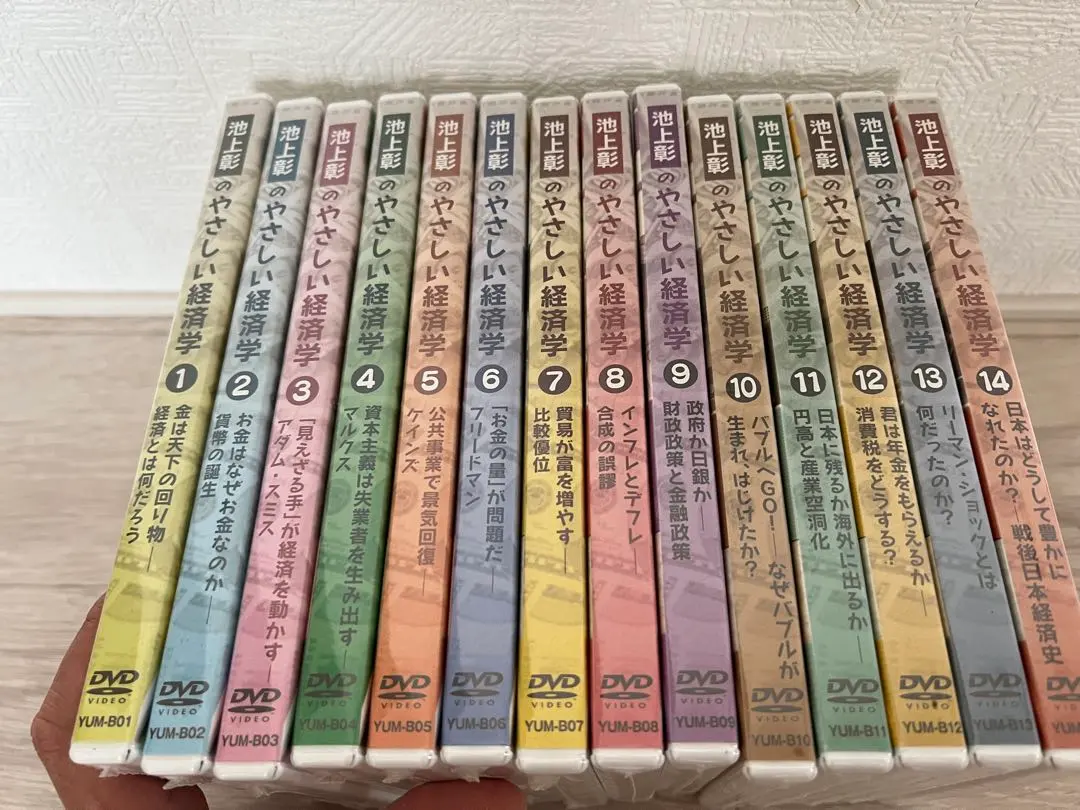 池上彰のやさしい経済学
1
金は天下の回り物──
経済とは何だろう
DVD
VIDEO
YUM-B01
池上彰のやさしい経済学
2
お金はなぜお金なのか──
貨幣の誕生
DVD
VIDEO
YUM-B02
池上彰のやさしい経済学
3
「見えざる手」が経済を動かす──
アダム・スミス
DVD
VIDEO
YUM-B03
池上彰のやさしい経済学
4
資本主義は失業者を生み出す──
マルクス
DVD
VIDEO
YUM-B04
池上彰のやさしい経済学
5
公共事業で景気回復──
ケインズ
DVD
VIDEO
YUM-B05
池上彰のやさしい経済学
6
「お金の量」が問題だ──
フリードマン
DVD
VIDEO
YUM-B06
池上彰のやさしい経済学
7
貿易が富を増やす──
比較優位
DVD
VIDEO
YUM-B07
池上彰のやさしい経済学
8
インフレとデフレ──
合成の誤謬
DVD
VIDEO
YUM-B08
池上彰のやさしい経済学
9
政府か日銀か──
財政政策と金融政策
DVD
VIDEO
YUM-B09
池上彰のやさしい経済学
10
バブルへGO!──なぜバブルが
生まれ、はじけたか?
DVD
VIDEO
YUM-B10
池上彰のやさしい経済学
11
日本に残るか海外に出るか──
円高と産業空洞化
DVD
VIDEO
YUM-B11
池上彰のやさしい経済学
12
君は年金をもらえるか──
消費税をどうする?
DVD
VIDEO
YUM-B12
池上彰のやさしい経済学
13
リーマン・ショックとは
何だったのか?
DVD
VIDEO
YUM-B13
池上彰のやさしい経済学
14
日本はどうして豊かに
なれたのか?──戦後日本経済史